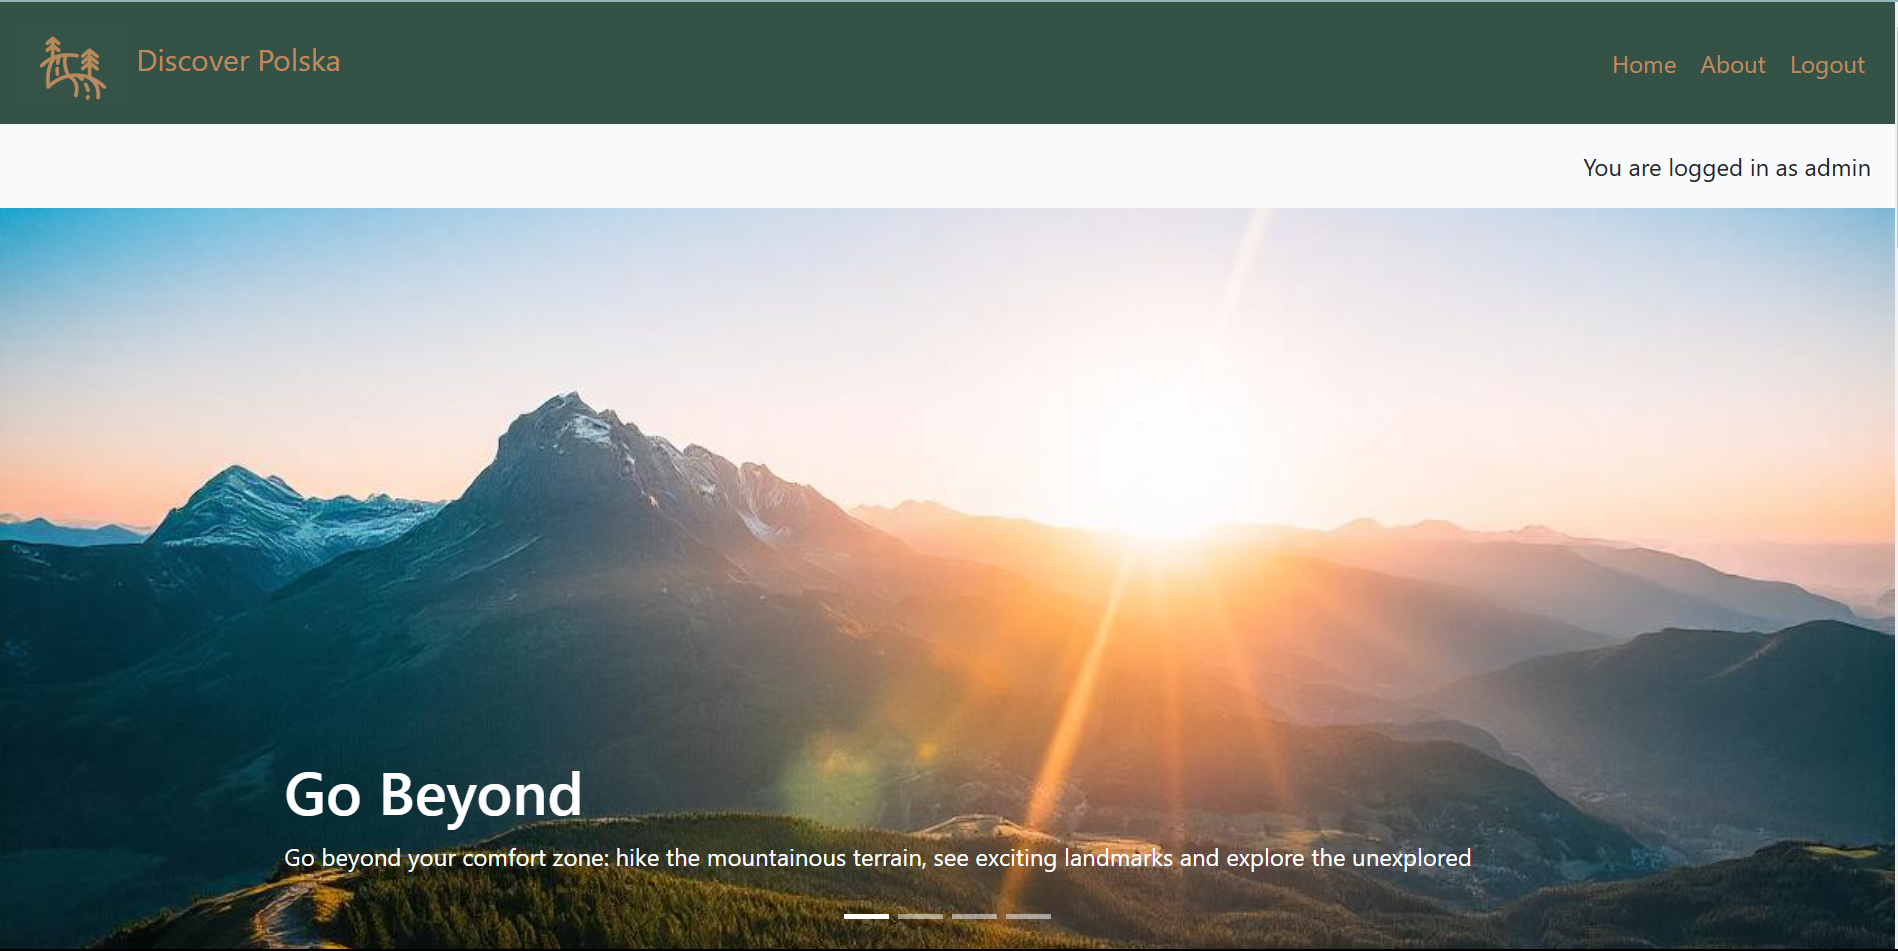 Discover Polska
Home About Logout
You are logged in as admin
Go Beyond
Go beyond your comfort zone: hike the mountainous terrain, see exciting landmarks and explore the unexplored